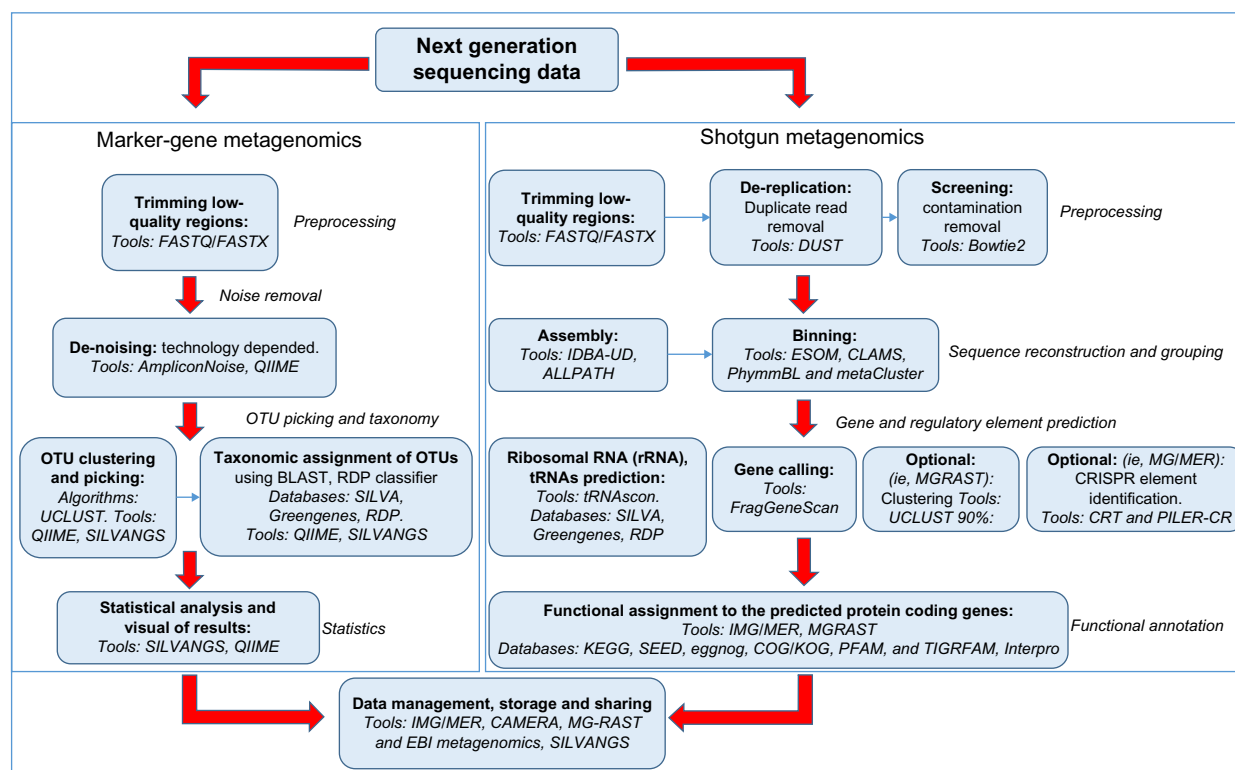 Next generation
sequencing data
Marker-gene metagenomics
Trimming low-
quality regions:
Tools: FASTQ/FASTX
Preprocessing
Noise removal
De-noising: technology depended.
Tools: AmpliconNoise, QIIME
OTU picking and taxonomy
OTU clustering
and picking:
Algorithms:
UCLUST. Tools:
QIIME, SILVANGS
Taxonomic assignment of OTUs
using BLAST, RDP classifier
Databases: SILVA,
Greengenes, RDP.
Tools: QIIME, SILVANGS
Statistical analysis and
visual of results:
Tools: SILVANGS, QIIME
Statistics
Shotgun metagenomics
Trimming low-
quality regions:
Tools: FASTQ/FASTX
De-replication:
Duplicate read
removal
Tools: DUST
Screening:
contamination
removal
Tools: Bowtie2
Preprocessing
Assembly:
Tools: IDBA-UD,
ALLPATH
Binning:
Tools: ESOM, CLAMS,
PhymmBL and metaCluster
Sequence reconstruction and grouping
Gene and regulatory element prediction
Ribosomal RNA (rRNA),
tRNAs prediction:
Tools: tRNAscon.
Databases: SILVA,
Greengenes, RDP
Gene calling:
Tools:
FragGeneScan
Optional:
(ie, MGRAST):
Clustering Tools:
UCLUST 90%:
Optional: (ie, MG/MER):
CRISPR element
identification.
Tools: CRT and PILER-CR
Functional assignment to the predicted protein coding genes:
Tools: IMG/MER, MGRAST
Databases: KEGG, SEED, eggnog, COG/KOG, PFAM, and TIGRFAM, Interpro
Functional annotation
Data management, storage and sharing
Tools: IMG/MER, CAMERA, MG-RAST
and EBI metagenomics, SILVANGS